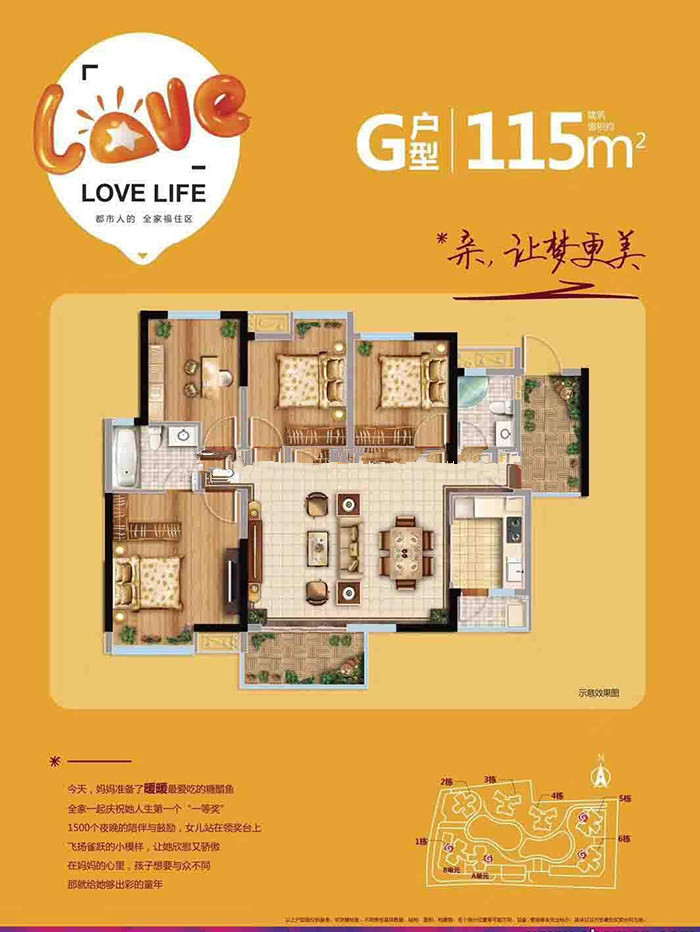 Love
LOVE LIFE
都市人的 全家福住区
G户型 115m²
建筑面积约
*亲,让梦更美
示意效果图
今天,妈妈准备了暖暖最爱吃的糖醋鱼
全家一起庆祝她人生第一个“一等奖”
1500个夜晚的陪伴与鼓励,女儿站在领奖台上
飞扬雀跃的小模样,让她欣慰又骄傲
在妈妈的心里,孩子想要与众不同
那就给她够出彩的童年
N
2栋
3栋
4栋
5栋
1栋
6栋
B单元
A单元
G
G
G
G